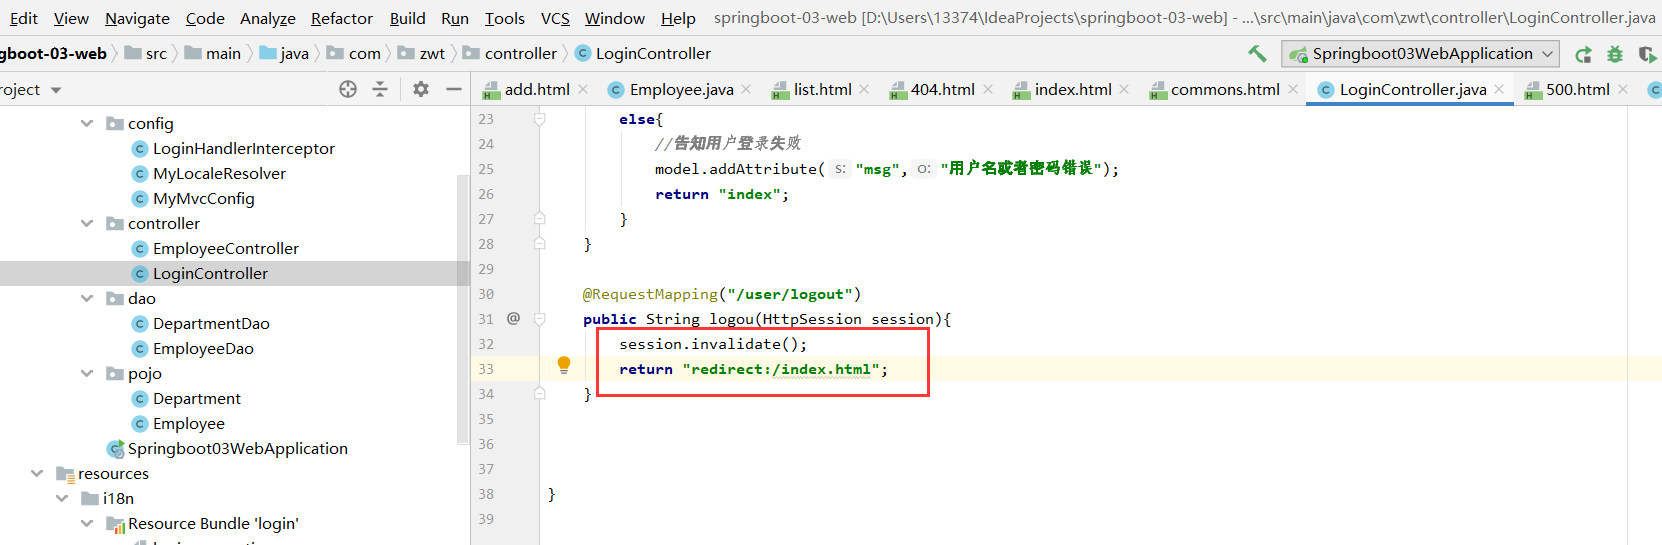 Edit View Navigate Code Analyze Refactor Build Run Tools VCS Window Help springboot-03-web [D:\Users\13374\IdeaProjects\springboot-03-web] - ...\src\main\java\com\zwt\controller\LoginController.java
gboot-03-web src main java com zwt controller LoginController Springboot03WebApplication
roject add.html Employee.java list.html 404.html index.html commons.html LoginController.java 500.html
config
LoginHandlerInterceptor
MyLocaleResolver
MyMvcConfig
controller
EmployeeController
LoginController
dao
DepartmentDao
EmployeeDao
pojo
Department
Employee
Springboot03WebApplication
resources
i18n
Resource Bundle 'login'
23 else{
24 //告知用户登录失败
25 model.addAttribute( s: "msg", o: "用户名或者密码错误");
26 return "index";
27 }
28 }
29
30 @RequestMapping("/user/logout")
31 @ public String logou(HttpSession session){
32 session.invalidate();
33 return "redirect:/index.html";
34 }
35
36
37
38 }
39